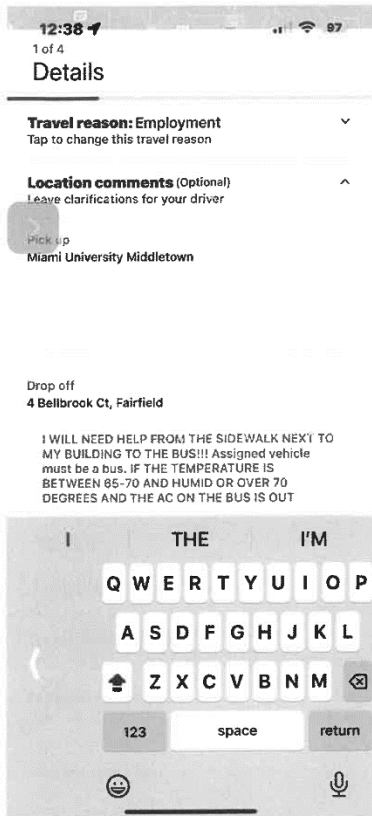 12:38 97
1 of 4
Details
Travel reason: Employment
Tap to change this travel reason
Location comments (Optional)
Leave clarifications for your driver
Pick up
Miami University Middletown
Drop off
4 Bellbrook Ct, Fairfield
I WILL NEED HELP FROM THE SIDEWALK NEXT TO
MY BUILDING TO THE BUS!!! Assigned vehicle
must be a bus. IF THE TEMPERATURE IS
BETWEEN 65-70 AND HUMID OR OVER 70
DEGREES AND THE AC ON THE BUS IS OUT
I THE I'M
Q W E R T Y U I O P
A S D F G H J K L
Z X C V B N M
123 space return